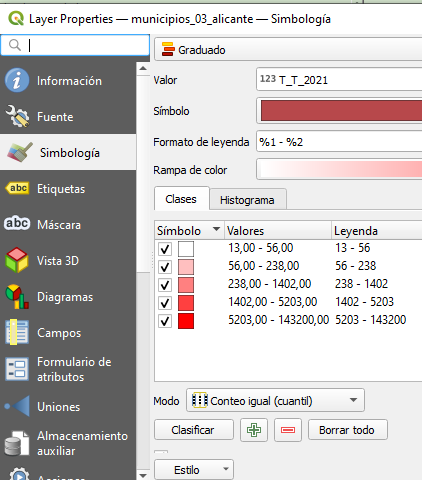 Layer Properties — municipios_03_alicante — Simbología
Información
Fuente
Simbología
abc Etiquetas
abc Máscara
Vista 3D
Diagramas
Campos
Formulario de
atributos
Uniones
Almacenamiento
auxiliar
Graduado
Valor 123 T_T_2021
Símbolo
Formato de leyenda %1 - %2
Rampa de color
Clases Histograma
Símbolo Valores Leyenda
13,00 - 56,00 13 - 56
56,00 - 238,00 56 - 238
238,00 - 1402,00 238 - 1402
1402,00 - 5203,00 1402 - 5203
5203,00 - 143200,00 5203 - 143200
Modo Conteo igual (cuantil)
Clasificar Borrar todo
Estilo